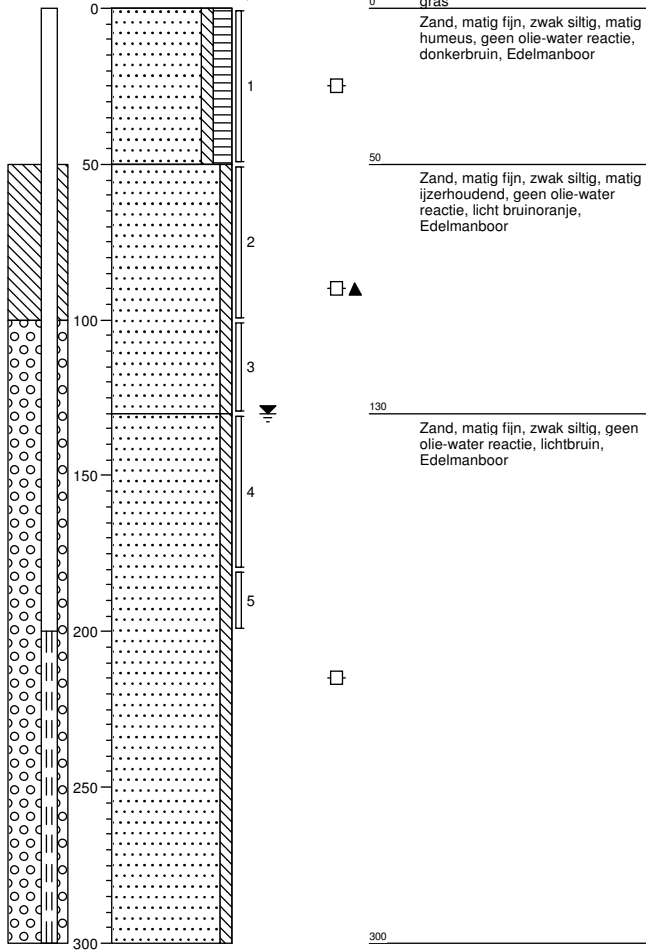 0
gras
Zand, matig fijn, zwak siltig, matig
humeus, geen olie-water reactie,
donkerbruin, Edelmanboor
50
Zand, matig fijn, zwak siltig, matig
ijzerhoudend, geen olie-water
reactie, licht bruinoranje,
Edelmanboor
130
Zand, matig fijn, zwak siltig, geen
olie-water reactie, lichtbruin,
Edelmanboor
300
0
50
100
150
200
250
300
1
2
3
4
5